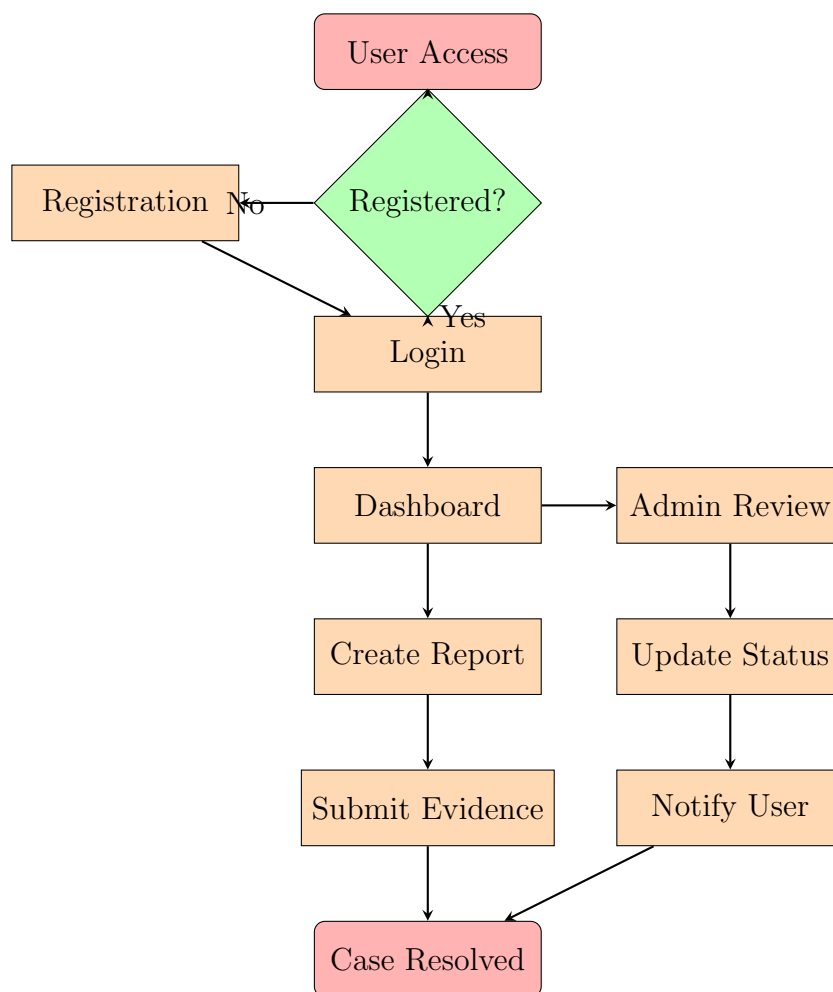 User Access
Registration
No
Registered?
Yes
Login
Dashboard
Admin Review
Create Report
Update Status
Submit Evidence
Notify User
Case Resolved